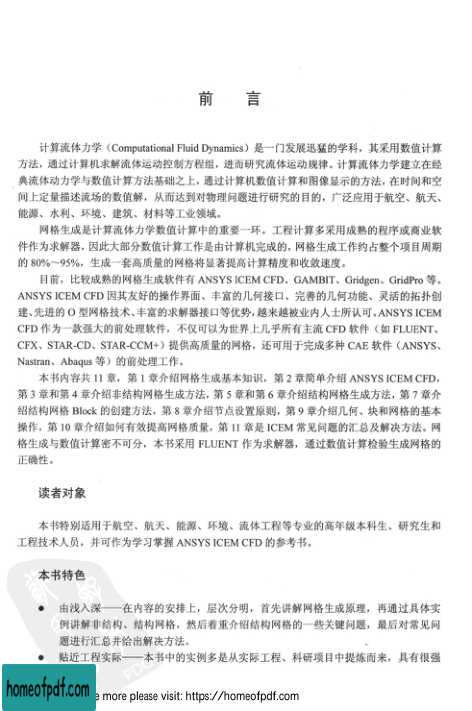 前 言
计算流体力学（Computational Fluid Dynamics）是一门发展迅猛的学科，其采用数值计算
方法，通过计算机求解流体运动控制方程组，进而研究流体运动规律。计算流体力学建立在经
典流体动力学与数值计算方法基础之上，通过计算机数值计算和图像显示的方法，在时间和空
间上定量描述流场的数值解，从而达到对物理问题进行研究的目的，广泛应用于航空、航天、
能源、水利、环境、建筑、材料等工业领域。
网格生成是计算流体力学数值计算中的重要一环。工程计算多采用成熟的程序或商业软
件作为求解器，因此大部分数值计算工作是由计算机完成的，网格生成工作约占整个项目周期
的 80%～95%，生成一套高质量的网格将显著提高计算精度和收敛速度。
目前，比较成熟的网格生成软件有 ANSYS ICEM CFD、GAMBIT、Gridgen、GridPro 等。
ANSYS ICEM CFD 因其友好的操作界面、丰富的几何接口、完善的几何功能、灵活的拓扑创
建、先进的 O 型网格技术、丰富的求解器接口等优势，越来越被业内人士所认可。ANSYS ICEM
CFD 作为一款强大的前处理软件，不仅可以为世界上几乎所有主流 CFD 软件（如 FLUENT、
CFX、STAR-CD、STAR-CCM+）提供高质量的网格，还可用于完成多种 CAE 软件（ANSYS、
Nastran、Abaqus 等）的前处理工作。
本书内容共 11 章，第 1 章介绍网格生成基本知识，第 2 章简单介绍 ANSYS ICEM CFD，
第 3 章和第 4 章介绍非结构网格生成方法，第 5 章和第 6 章介绍结构网格生成方法，第 7 章介
绍结构网格 Block 的创建方法，第 8 章介绍节点设置原则，第 9 章介绍几何、块和网格的基本
操作，第 10 章介绍如何有效提高网格质量，第 11 章是 ICEM 常见问题的汇总及解决方法。网
格生成与数值计算密不可分，本书采用 FLUENT 作为求解器，通过数值计算检验生成网格的
正确性。
读者对象
本书特别适用于航空、航天、能源、环境、流体工程等专业的高年级本科生、研究生和
工程技术人员，并可作为学习掌握 ANSYS ICEM CFD 的参考书。
本书特色
● 由浅入深——在内容的安排上，层次分明，首先讲解网格生成原理，再通过具体实
例讲解非结构、结构网格，然后着重介绍结构网格的一些关键问题，最后对常见问
题进行汇总并给出解决方法。
● 贴近工程实际——本书中的实例多是从实际工程、科研项目中提炼而来，具有很强
homeofpdf.com
e more please visit: https://homeofpdf.com